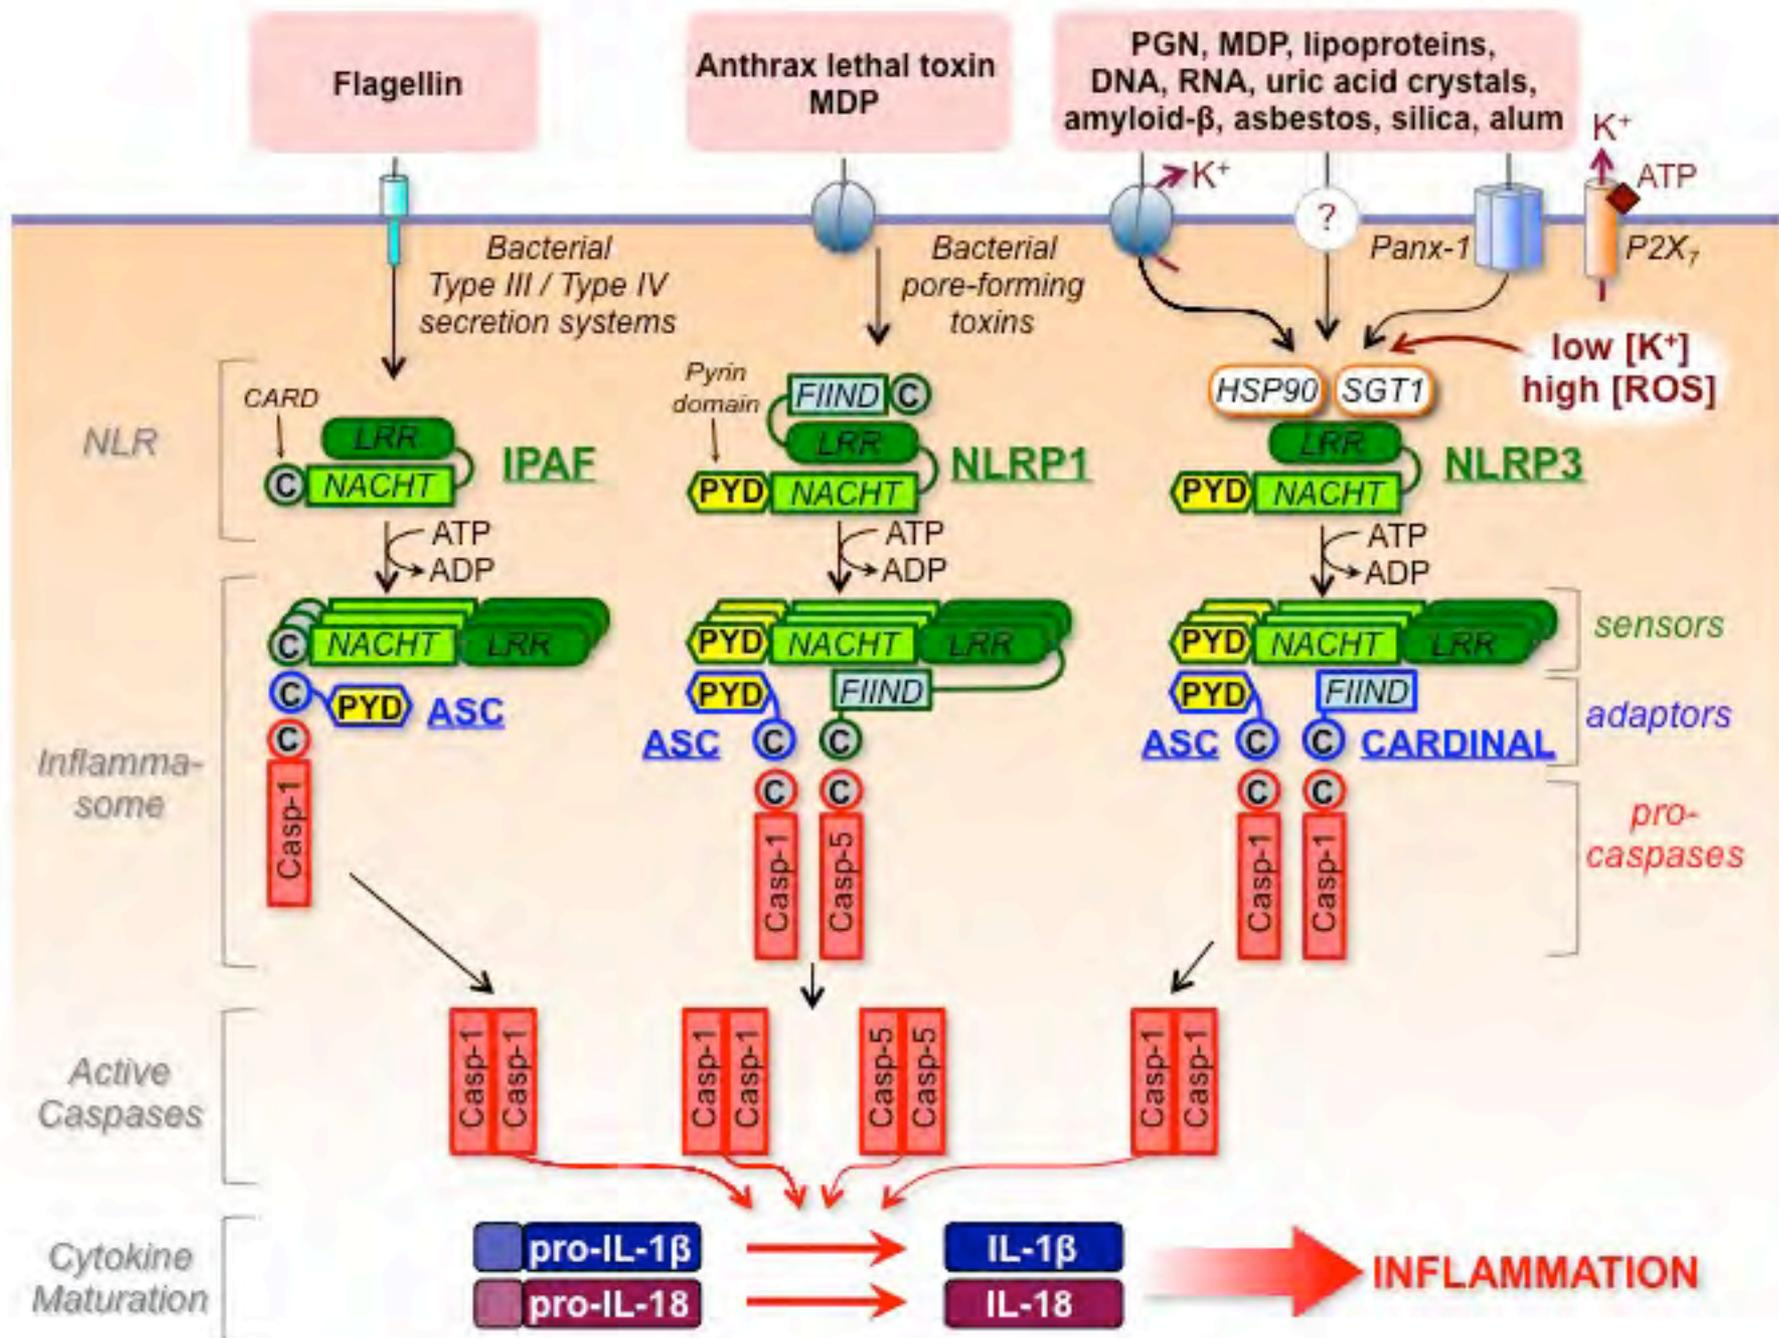 Flagellin
Anthrax lethal toxin
MDP
PGN, MDP, lipoproteins,
DNA, RNA, uric acid crystals,
amyloid-β, asbestos, silica, alum
K⁺
K⁺
ATP
?
Bacterial
Type III / Type IV
secretion systems
Bacterial
pore-forming
toxins
Panx-1
P2X₇
low [K⁺]
high [ROS]
NLR
CARD
LRR
C NACHT
IPAF
Pyrin
domain
FIIND C
LRR
PYD NACHT
NLRP1
HSP90 SGT1
LRR
PYD NACHT
NLRP3
ATP
ADP
ATP
ADP
ATP
ADP
Inflamma-
some
C
C NACHT LRR
C PYD ASC
C
Casp-1
PYD NACHT LRR
PYD FIIND
ASC C C
C C
Casp-1 Casp-5
PYD NACHT LRR
PYD FIIND
ASC C C CARDINAL
C C
Casp-1 Casp-1
sensors
adaptors
pro-
caspases
Active
Caspases
Casp-1 Casp-1
Casp-1 Casp-1
Casp-5 Casp-5
Casp-1 Casp-1
Cytokine
Maturation
pro-IL-1β IL-1β
pro-IL-18 IL-18
INFLAMMATION